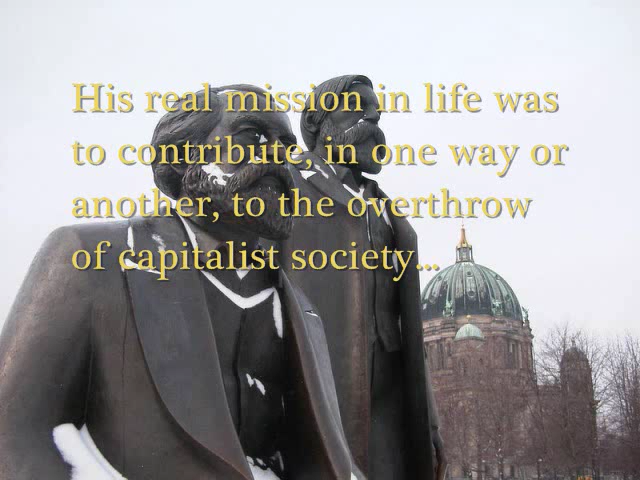 His real mission in life was
to contribute, in one way or
another, to the overthrow
of capitalist society...